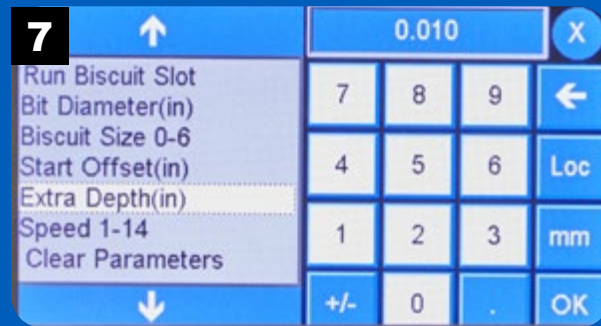 7
0.010
X
Run Biscuit Slot
Bit Diameter(in)
Biscuit Size 0-6
Start Offset(in)
Extra Depth(in)
Speed 1-14
Clear Parameters
7 8 9
4 5 6 Loc
1 2 3 mm
+/- 0 . OK